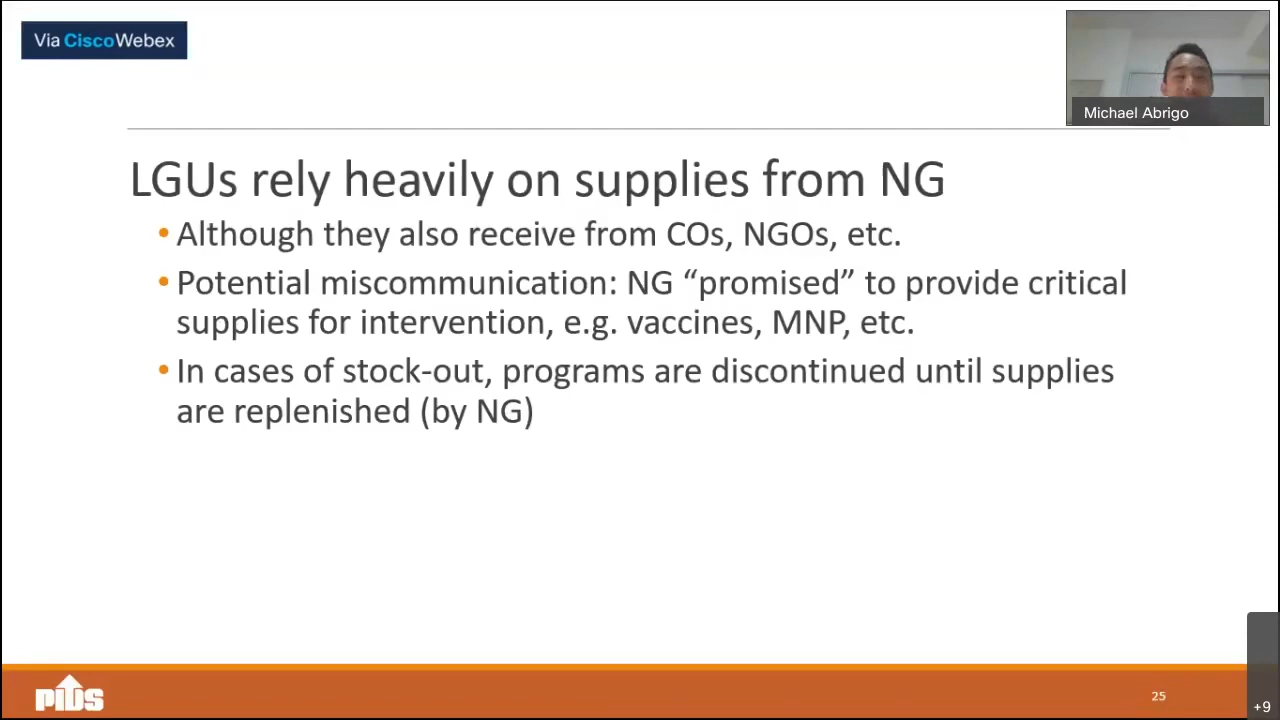 Via CiscoWebex
Michael Abrigo
LGUs rely heavily on supplies from NG
• Although they also receive from COs, NGOs, etc.
• Potential miscommunication: NG “promised” to provide critical
supplies for intervention, e.g. vaccines, MNP, etc.
• In cases of stock-out, programs are discontinued until supplies
are replenished (by NG)
PIDS
25
+9